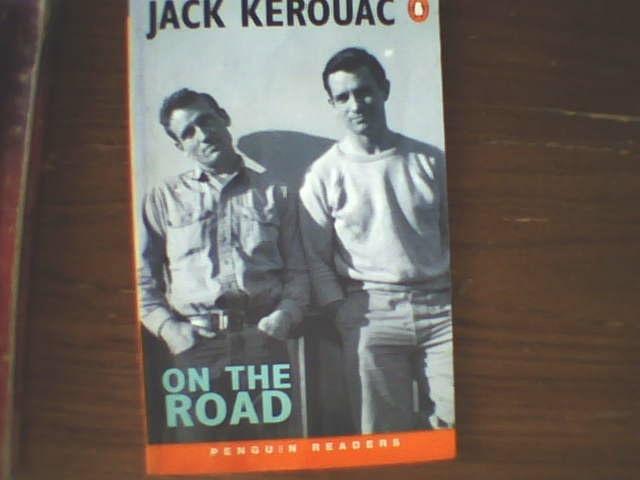 JACK KEROUAC
ON THE
ROAD
PENGUIN READERS